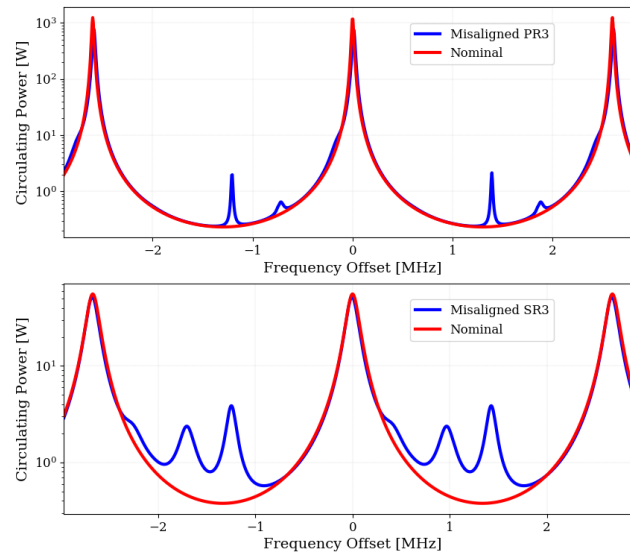 Circulating Power [W]
10³
10²
10¹
10⁰
Misaligned PR3
Nominal
−2
−1
0
1
2
Frequency Offset [MHz]
Circulating Power [W]
10¹
10⁰
Misaligned SR3
Nominal
−2
−1
0
1
2
Frequency Offset [MHz]